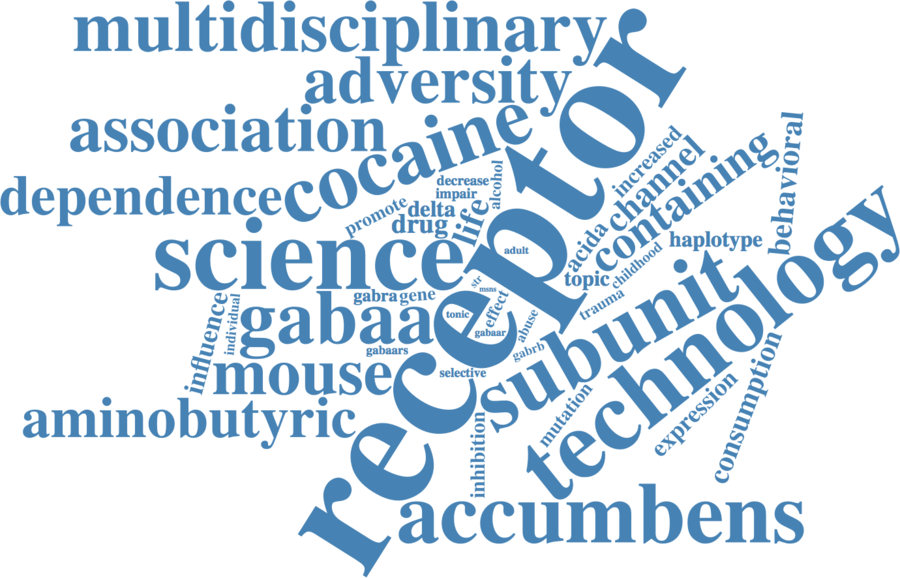 multidisciplinary
adversity
association
cocaine
receptor
dependence
decrease
impair
alcohol
increased
behavioral
promote
delta
drug
life
acida
channel
containing
science
adult
topic
childhood
haplotype
str
msns
gabra
gene
effect
trauma
technology
influence
individual
gabaa
tonic
gabaar
abuse
gabrb
subunit
gabaars
mouse
selective
aminobutyric
mutation
expression
consumption
inhibition
accumbens